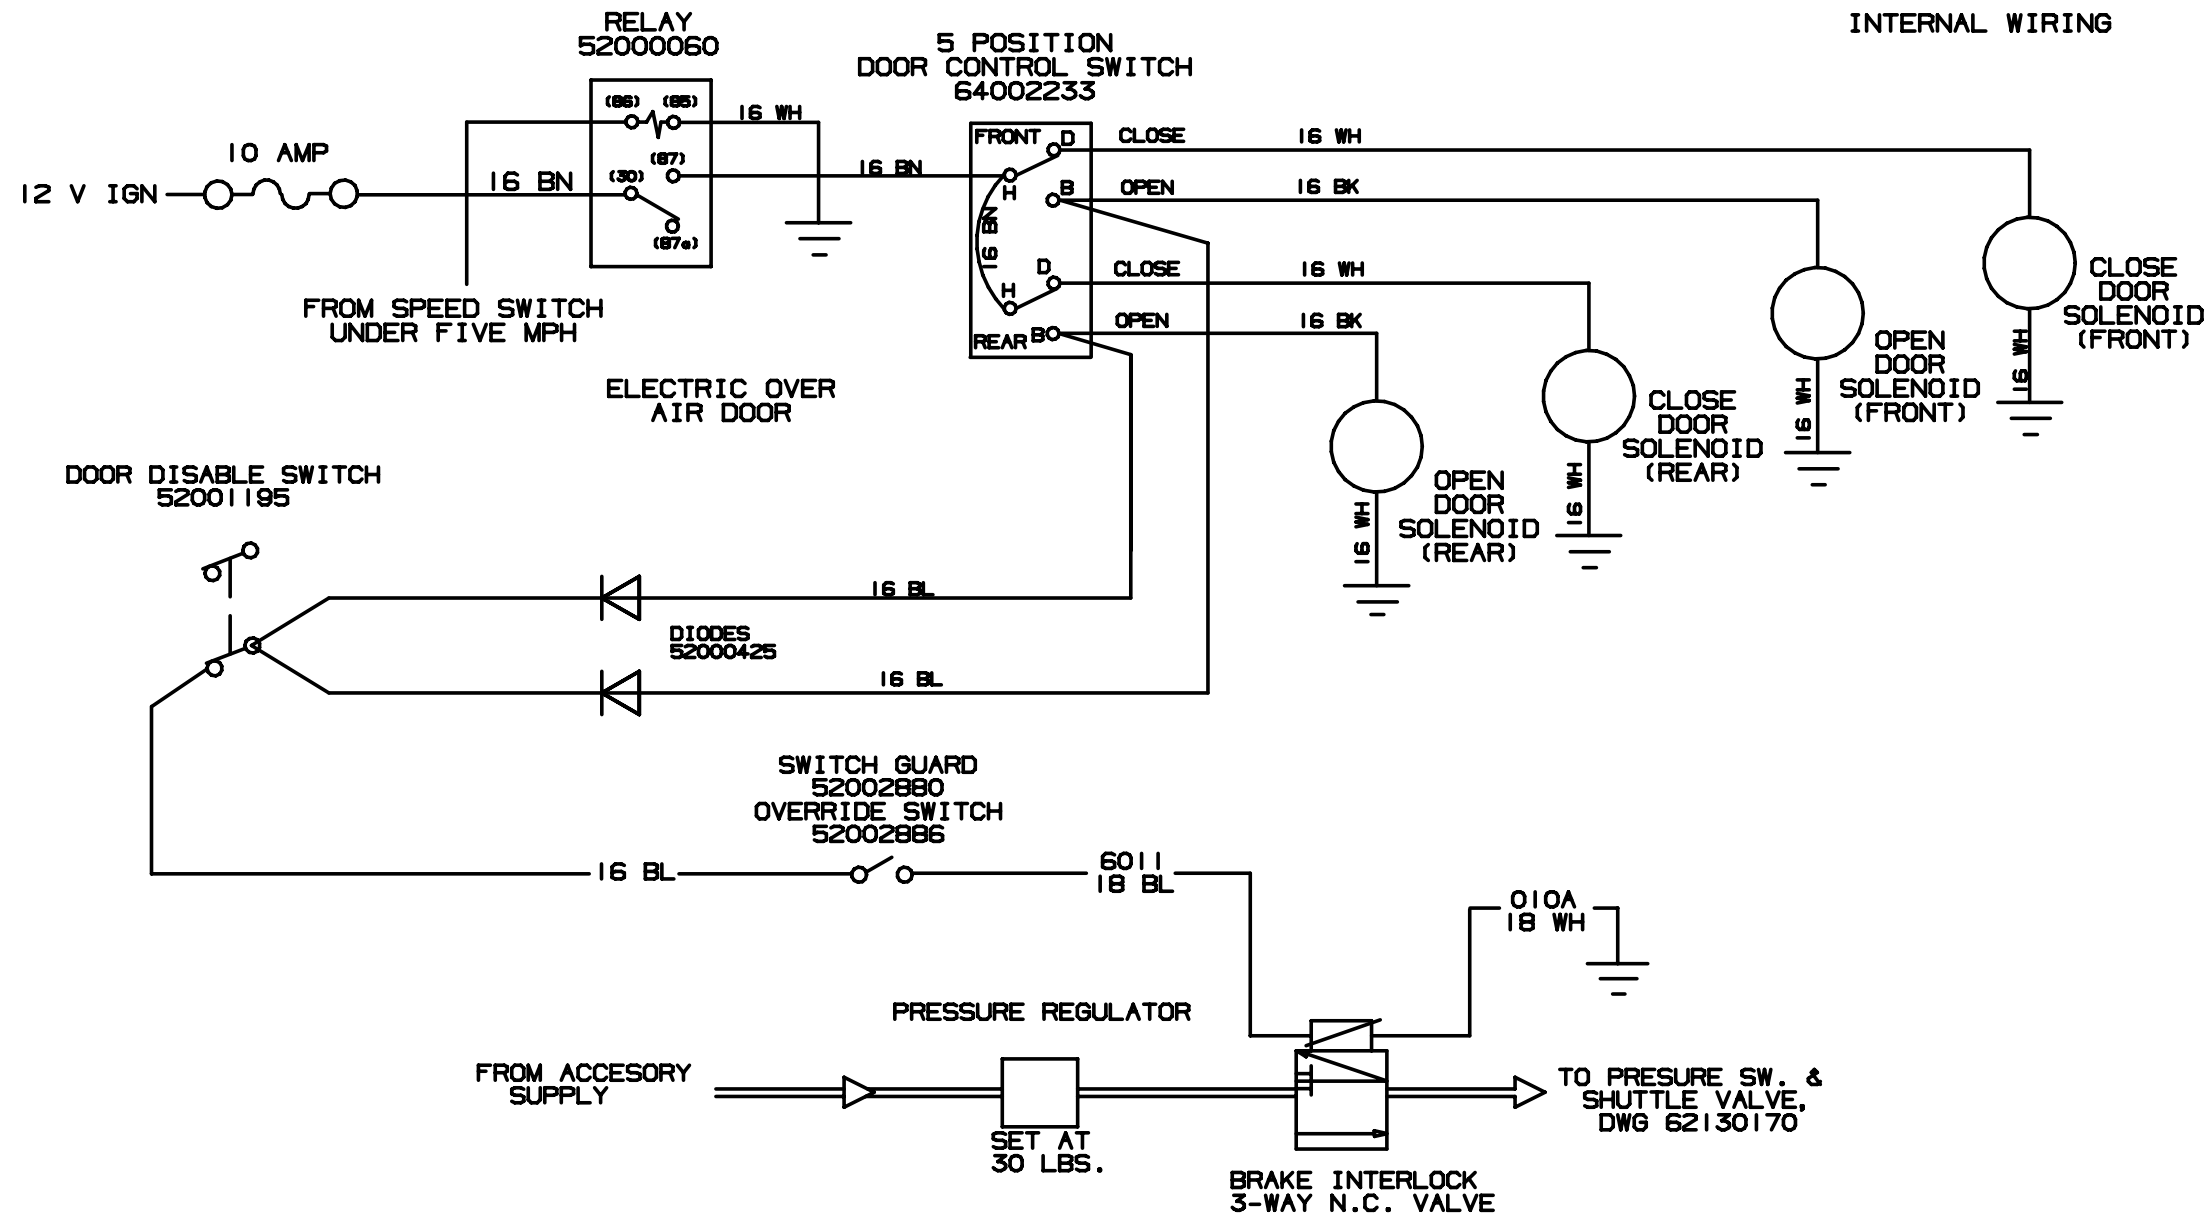 INTERNAL WIRING
RELAY
52000060
5 POSITION
DOOR CONTROL SWITCH
64002233
(86) (85)
16 WH
(87)
(30)
(87a)
10 AMP
12 V IGN
16 BN
16 BN
FROM SPEED SWITCH
UNDER FIVE MPH
FRONT D
H
B
16 BN
D
H
REAR B
CLOSE 16 WH
OPEN 16 BK
CLOSE 16 WH
OPEN 16 BK
CLOSE
DOOR
SOLENOID
(FRONT)
16 WH
OPEN
DOOR
SOLENOID
(FRONT)
16 WH
CLOSE
DOOR
SOLENOID
(REAR)
16 WH
OPEN
DOOR
SOLENOID
(REAR)
16 WH
ELECTRIC OVER
AIR DOOR
DOOR DISABLE SWITCH
52001195
16 BL
DIODES
52000425
16 BL
SWITCH GUARD
52002880
OVERRIDE SWITCH
52002886
16 BL
6011
18 BL
010A
18 WH
PRESSURE REGULATOR
FROM ACCESORY
SUPPLY
SET AT
30 LBS.
TO PRESURE SW. &
SHUTTLE VALVE,
DWG 62130170
BRAKE INTERLOCK
3-WAY N.C. VALVE